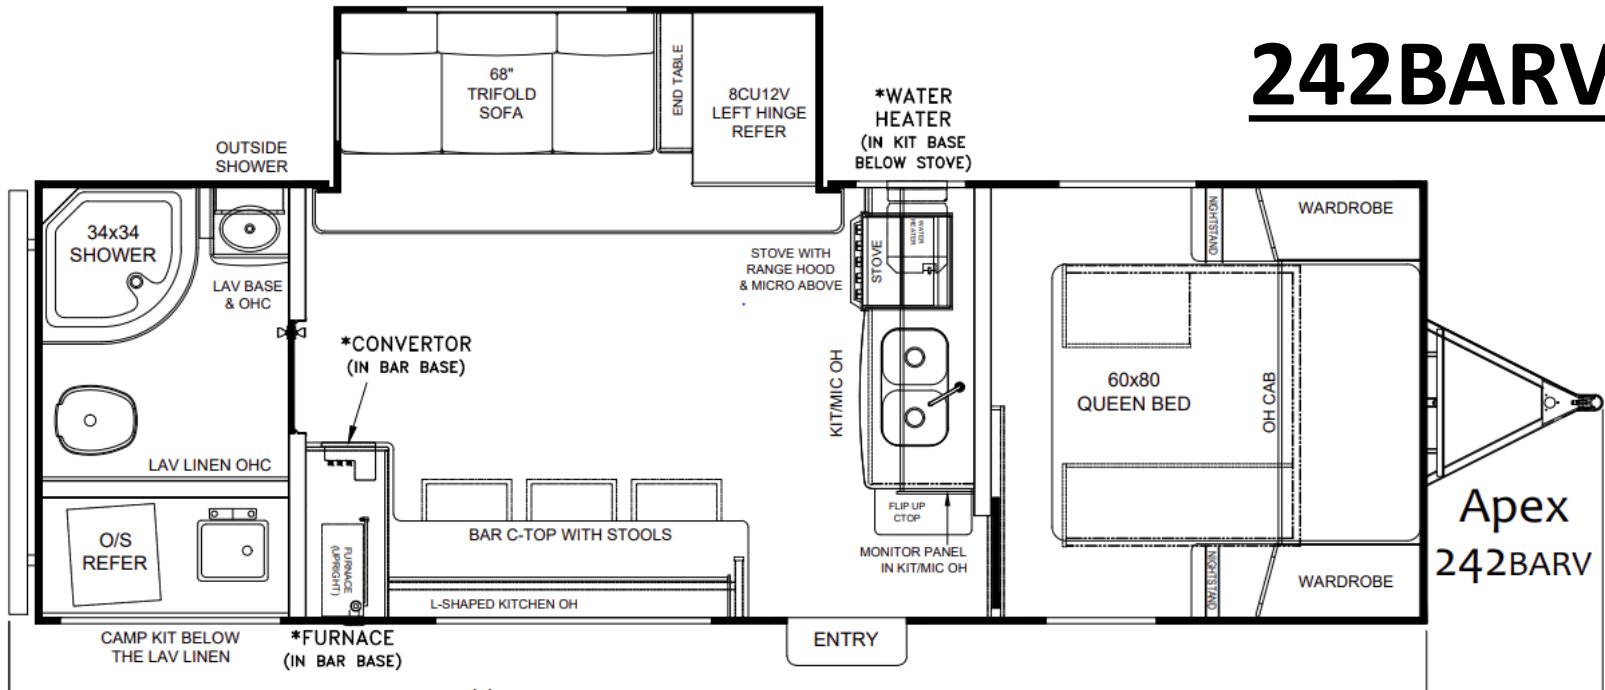 242BARV
68"
TRIFOLD
SOFA
END TABLE
8CU12V
LEFT HINGE
REFER
*WATER
HEATER
(IN KIT BASE
BELOW STOVE)
OUTSIDE
SHOWER
34x34
SHOWER
LAV BASE
& OHC
STOVE WITH
RANGE HOOD
& MICRO ABOVE
STOVE
WATER
HEATER
NIGHTSTAND
WARDROBE
*CONVERTOR
(IN BAR BASE)
KIT/MIC OH
60x80
QUEEN BED
OH CAB
LAV LINEN OHC
O/S
REFER
FURNACE
(UPRIGHT)
BAR C-TOP WITH STOOLS
FLIP UP
CTOP
MONITOR PANEL
IN KIT/MIC OH
NIGHTSTAND
WARDROBE
L-SHAPED KITCHEN OH
Apex
242BARV
CAMP KIT BELOW
THE LAV LINEN
*FURNACE
(IN BAR BASE)
ENTRY